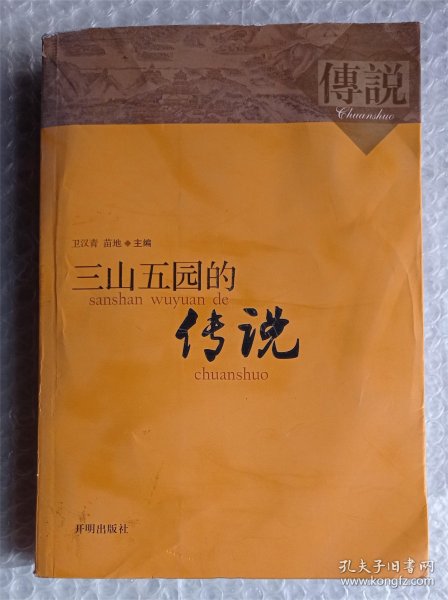 傳說
Chuanshuo
卫汉青 苗地◆主编
三山五园的
sanshan wuyuan de
传说
chuanshuo
开明出版社
孔夫子旧书网
www.kongfz.com